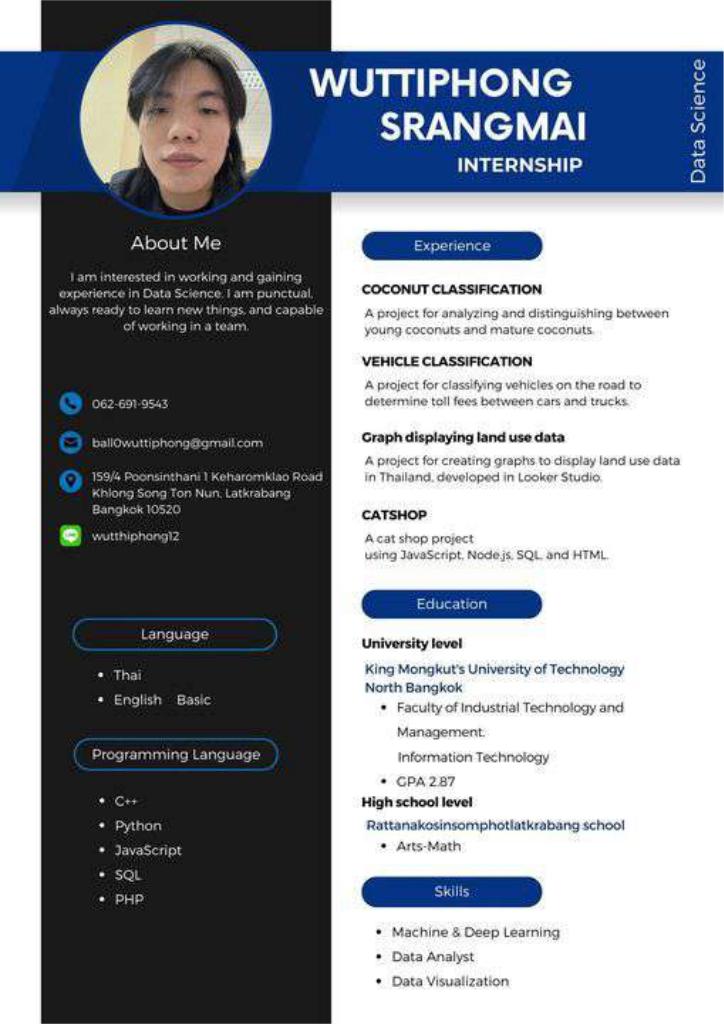 WUTTIPHONG
SRANGMAI
INTERNSHIP
Data Science
About Me
I am interested in working and gaining
experience in Data Science. I am punctual,
always ready to learn new things, and capable
of working in a team.
062-691-9543
ball0wuttiphong@gmail.com
159/4 Poonsinthani 1 Keharomklao Road
Khlong Song Ton Nun, Latkrabang
Bangkok 10520
wutthiphong12
Language
• Thai
• English Basic
Programming Language
• C++
• Python
• JavaScript
• SQL
• PHP
Experience
COCONUT CLASSIFICATION
A project for analyzing and distinguishing between
young coconuts and mature coconuts.
VEHICLE CLASSIFICATION
A project for classifying vehicles on the road to
determine toll fees between cars and trucks.
Graph displaying land use data
A project for creating graphs to display land use data
in Thailand, developed in Looker Studio.
CATSHOP
A cat shop project
using JavaScript, Node.js, SQL, and HTML.
Education
University level
King Mongkut's University of Technology
North Bangkok
• Faculty of Industrial Technology and
Management.
Information Technology
• GPA 2.87
High school level
Rattanakosinsomphotlatkrabang school
• Arts-Math
Skills
• Machine & Deep Learning
• Data Analyst
• Data Visualization